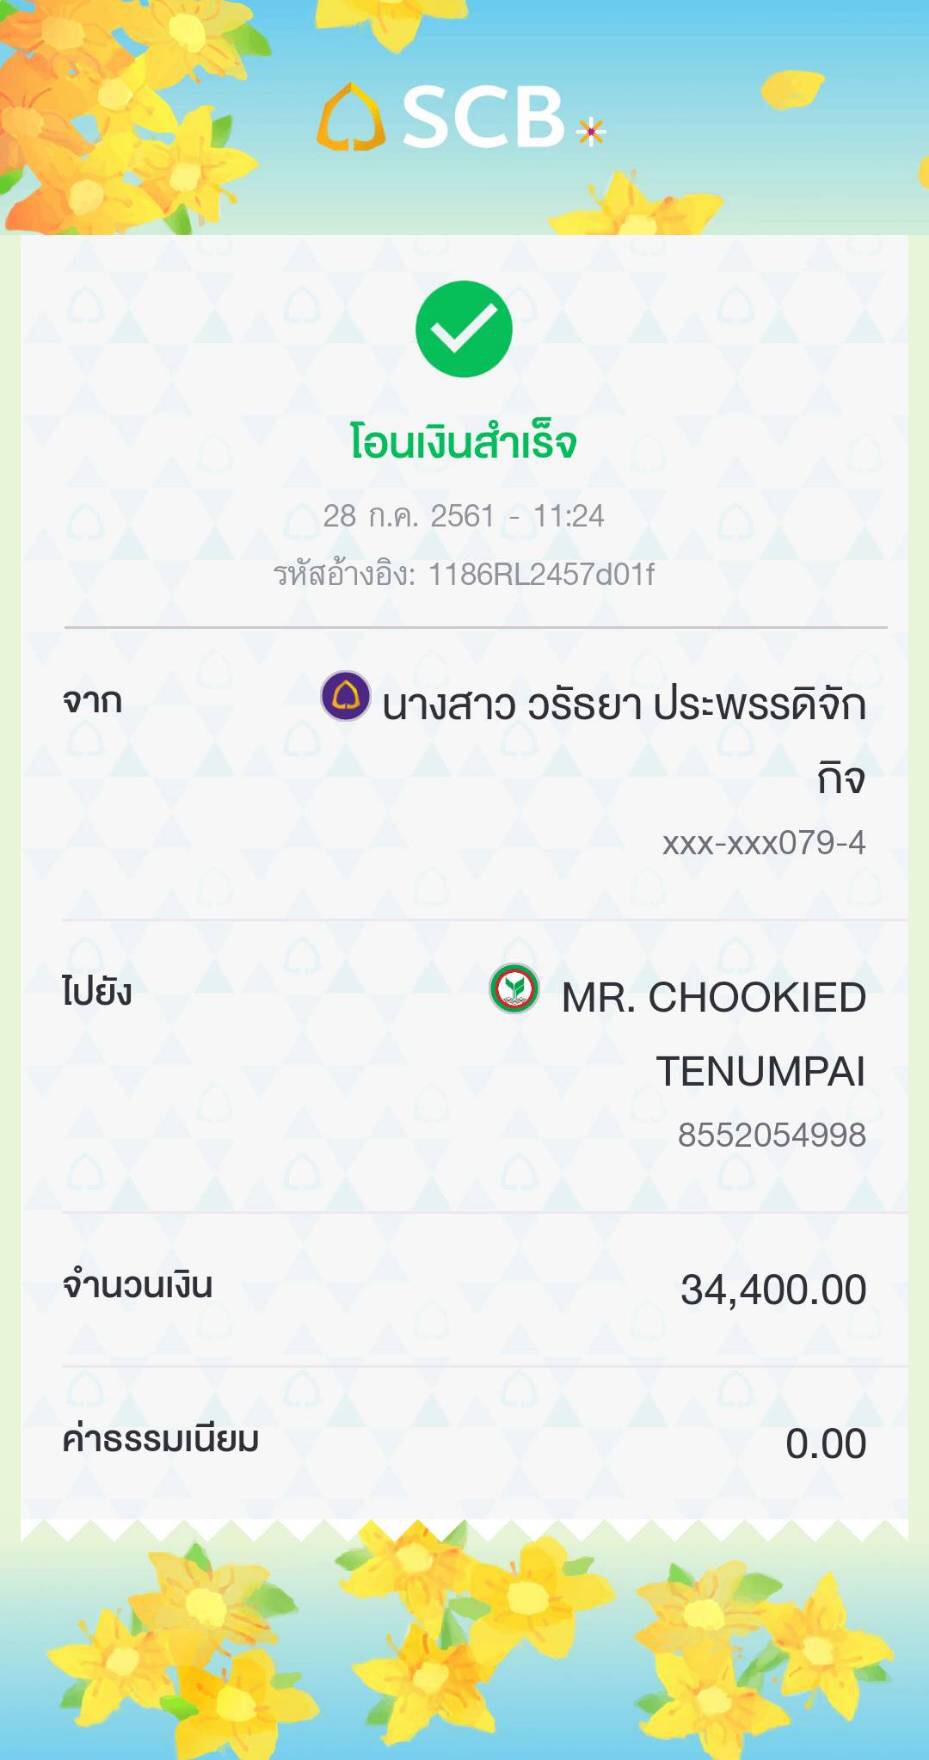 SCB
โอนเงินสำเร็จ
28 ก.ค. 2561 - 11:24
รหัสอ้างอิง: 1186RL2457d01f
จาก
นางสาว วรัธยา ประพรรดิจัก
กิจ
xxx-xxx079-4
ไปยัง
MR. CHOOKIED
TENUMPAI
8552054998
จำนวนเงิน
34,400.00
ค่าธรรมเนียม
0.00